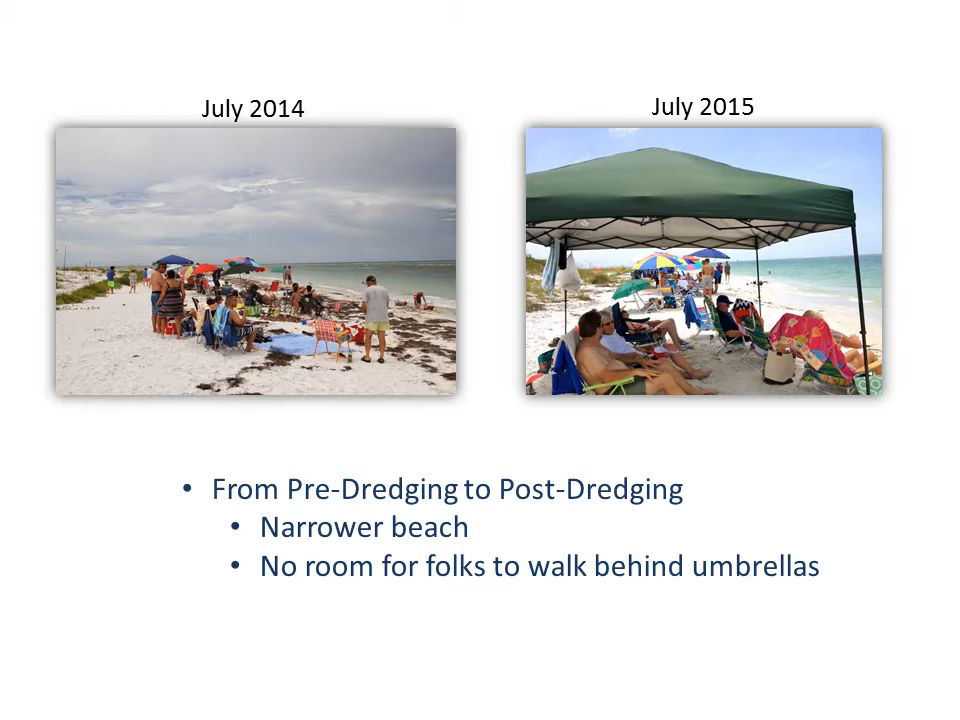 July 2014
July 2015
• From Pre-Dredging to Post-Dredging
• Narrower beach
• No room for folks to walk behind umbrellas